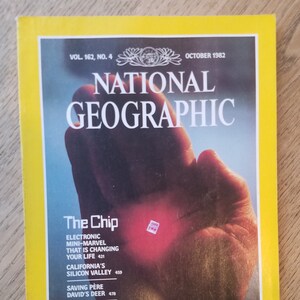 VOL. 162, NO. 4 OCTOBER 1982
NATIONAL
GEOGRAPHIC
The Chip
ELECTRONIC
MINI-MARVEL
THAT IS CHANGING
YOUR LIFE 421
CALIFORNIA'S
SILICON VALLEY 459
SAVING PÈRE
DAVID'S DEER 478